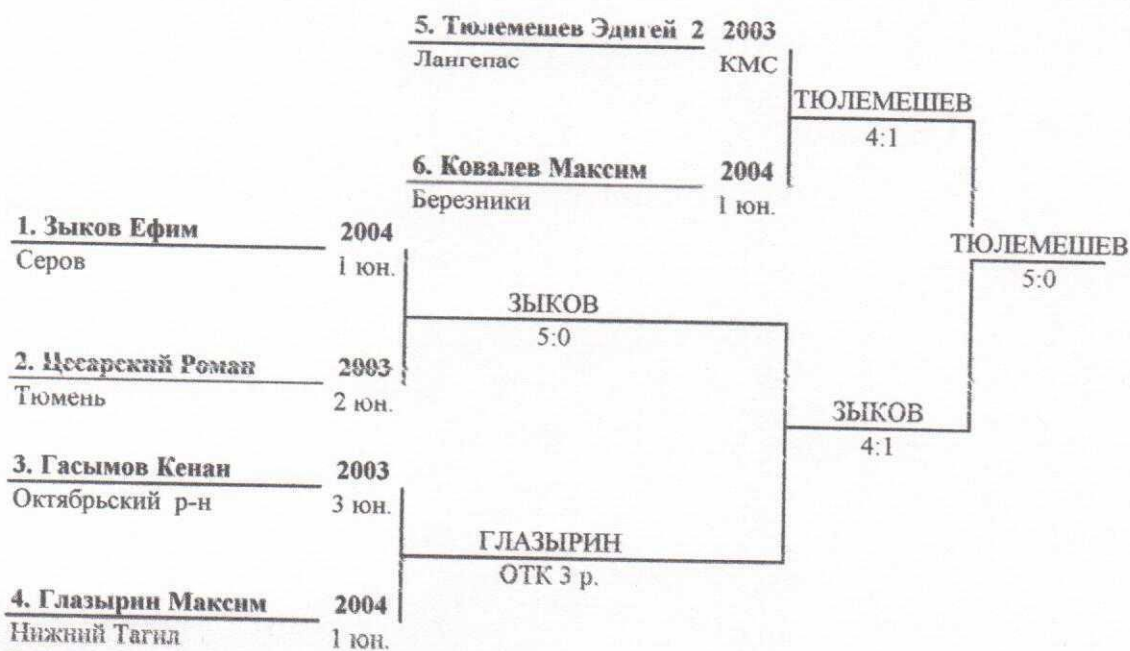 5. Тюлемешев Эдигей 2 2003
Лангепас КМС
ТЮЛЕМЕШЕВ
4:1
6. Ковалев Максим 2004
Березники 1 юн.
1. Зыков Ефим 2004
Серов 1 юн.
ТЮЛЕМЕШЕВ
5:0
ЗЫКОВ
5:0
2. Цесарский Роман 2003
Тюмень 2 юн.
ЗЫКОВ
4:1
3. Гасымов Кенан 2003
Октябрьский р-н 3 юн.
ГЛАЗЫРИН
ОТК 3 р.
4. Глазырин Максим 2004
Нижний Тагил 1 юн.